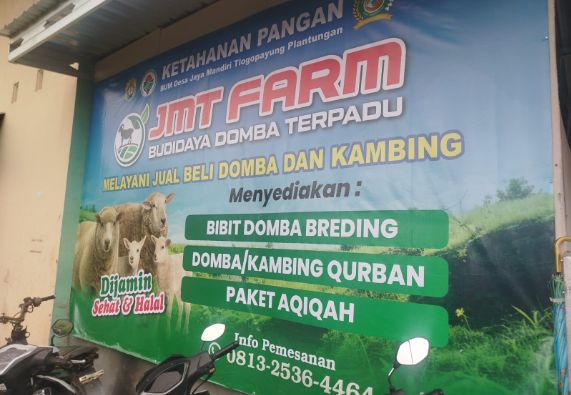 KETAHANAN PANGAN
BUM Desa Jaya Mandiri Tlogopayung Plantungan
JMT FARM
BUDIDAYA DOMBA TERPADU
MELAYANI JUAL BELI DOMBA DAN KAMBING
Menyediakan :
BIBIT DOMBA BREDING
DOMBA/KAMBING QURBAN
PAKET AQIQAH
Dijamin
Sehat & Halal
Info Pemesanan
0813-2536-4464